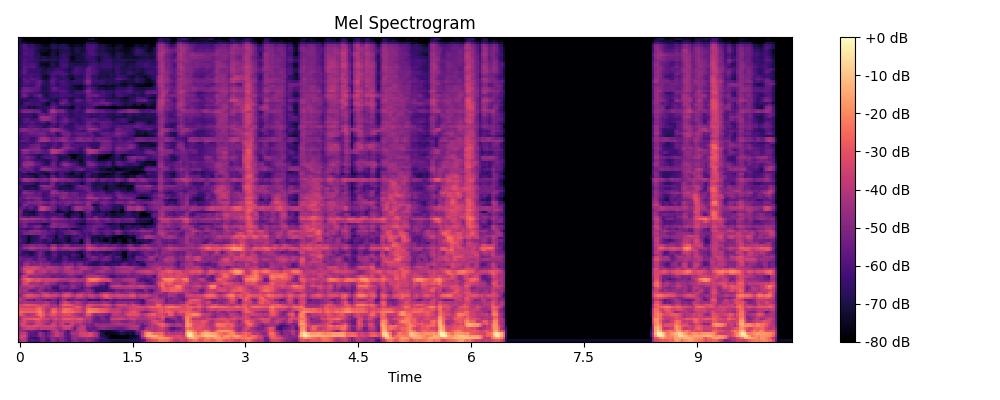 Mel Spectrogram
+0 dB
-10 dB
-20 dB
-30 dB
-40 dB
-50 dB
-60 dB
-70 dB
-80 dB
0 1.5 3 4.5 6 7.5 9
Time